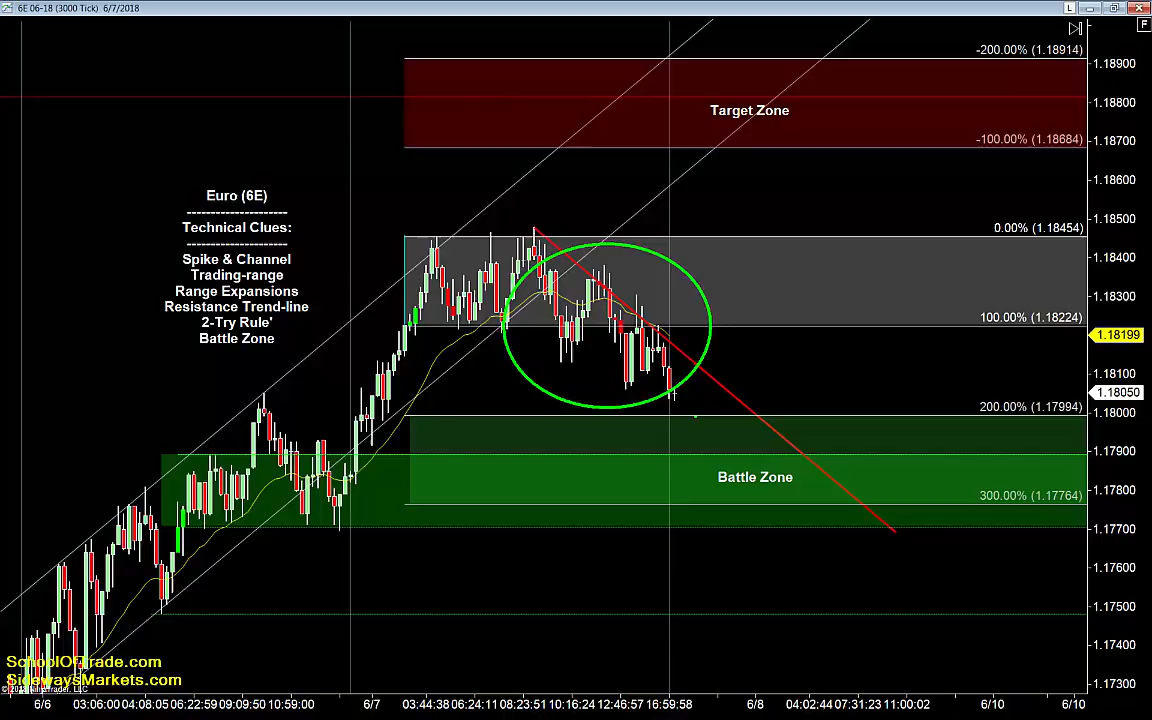 6E 06-18 (3000 Tick) 6/7/2018
L
F
-200.00% (1.18914)
1.18900
1.18800
Target Zone
-100.00% (1.18684)
1.18700
1.18600
Euro (6E)
---------------------
Technical Clues:
---------------------
Spike & Channel
Trading-range
Range Expansions
Resistance Trend-line
2-Try Rule'
Battle Zone
1.18500
0.00% (1.18454)
1.18400
1.18300
100.00% (1.18224)
1.18199
1.18100
1.18050
200.00% (1.17994)
1.18000
1.17900
Battle Zone
300.00% (1.17764)
1.17800
1.17700
1.17600
1.17500
1.17400
1.17300
SchoolOfTrade.com
SidewaysMarkets.com
6/6 03:06:00 04:08:05 06:22:59 09:09:50 10:59:00 6/7 03:44:38 06:24:11 08:23:51 10:16:24 12:46:57 16:59:58 6/8 04:02:44 07:31:23 11:00:02 6/10 6/10